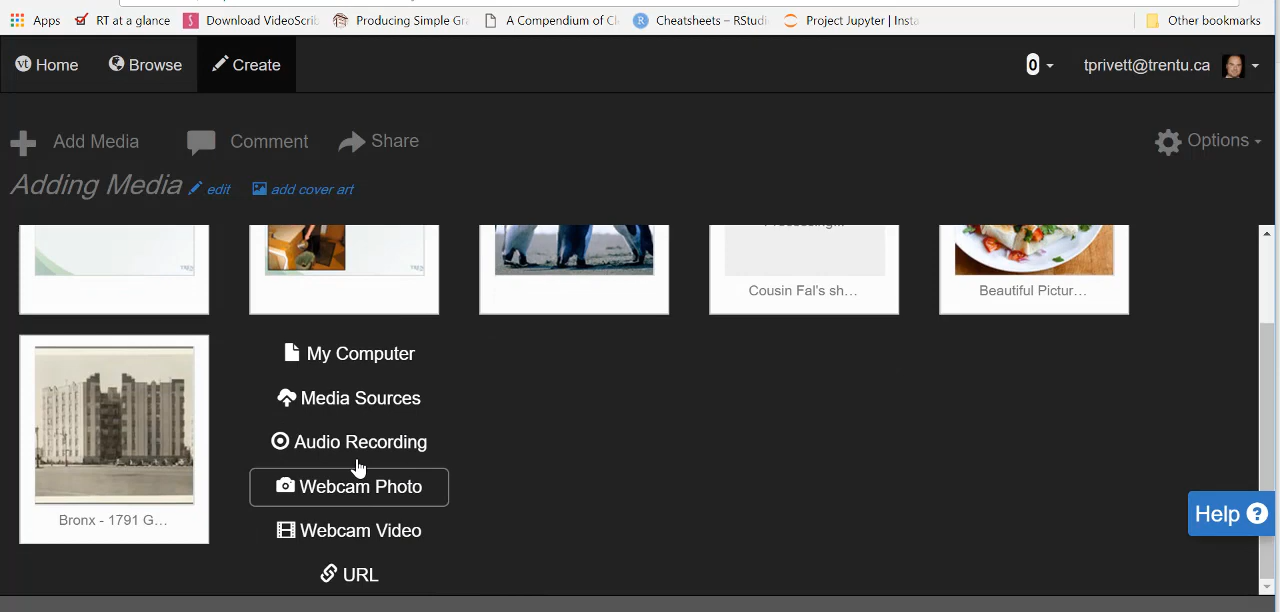 Apps RT at a glance Download VideoScrib Producing Simple Gra A Compendium of Cl Cheatsheets – RStudi Project Jupyter | Insta Other bookmarks
vt Home Browse Create 0 tprivett@trentu.ca
Add Media Comment Share Options
Adding Media edit add cover art
Cousin Fal's sh... Beautiful Pictur...
My Computer
Media Sources
Audio Recording
Webcam Photo
Bronx - 1791 G... Help ?
Webcam Video
URL